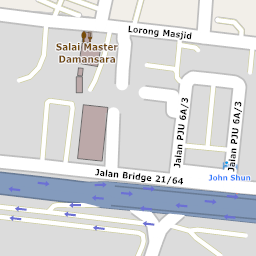 Lorong Masjid
Salai Master
Damansara
Jalan PJU 6A/3
Jalan PJU 6A/3
Jalan Bridge 21/64
John Shun